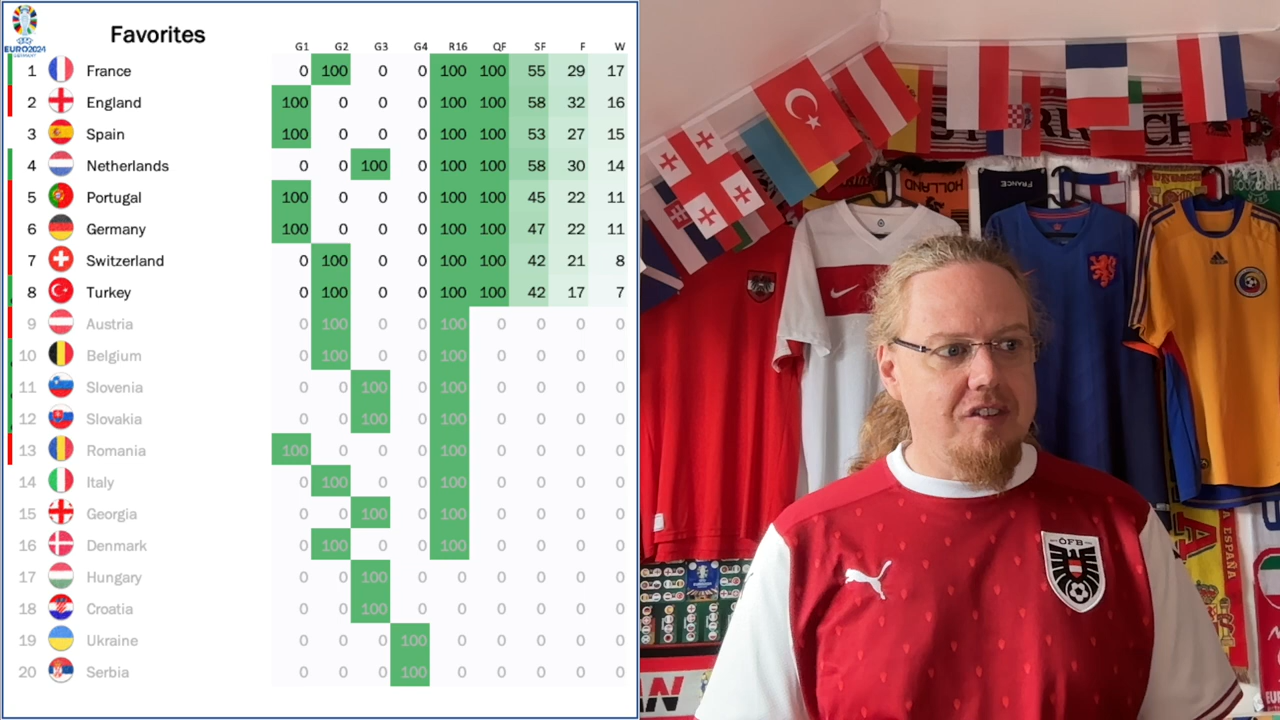 EURO2024
GERMANY
Favorites
G1 G2 G3 G4 R16 QF SF F W
1 France 0 100 0 0 100 100 55 29 17
2 England 100 0 0 0 100 100 58 32 16
3 Spain 100 0 0 0 100 100 53 27 15
4 Netherlands 0 0 100 0 100 100 58 30 14
5 Portugal 100 0 0 0 100 100 45 22 11
6 Germany 100 0 0 0 100 100 47 22 11
7 Switzerland 0 100 0 0 100 100 42 21 8
8 Turkey 0 100 0 0 100 100 42 17 7
9 Austria 0 100 0 0 100 0 0 0 0
10 Belgium 0 100 0 0 100 0 0 0 0
11 Slovenia 0 0 100 0 100 0 0 0 0
12 Slovakia 0 0 100 0 100 0 0 0 0
13 Romania 100 0 0 0 100 0 0 0 0
14 Italy 0 100 0 0 100 0 0 0 0
15 Georgia 0 0 100 0 100 0 0 0 0
16 Denmark 0 100 0 0 100 0 0 0 0
17 Hungary 0 0 100 0 0 0 0 0 0
18 Croatia 0 0 100 0 0 0 0 0 0
19 Ukraine 0 0 0 100 0 0 0 0 0
20 Serbia 0 0 0 100 0 0 0 0 0
HOLLAND
FRANCE
ESPAÑA
ÖFB